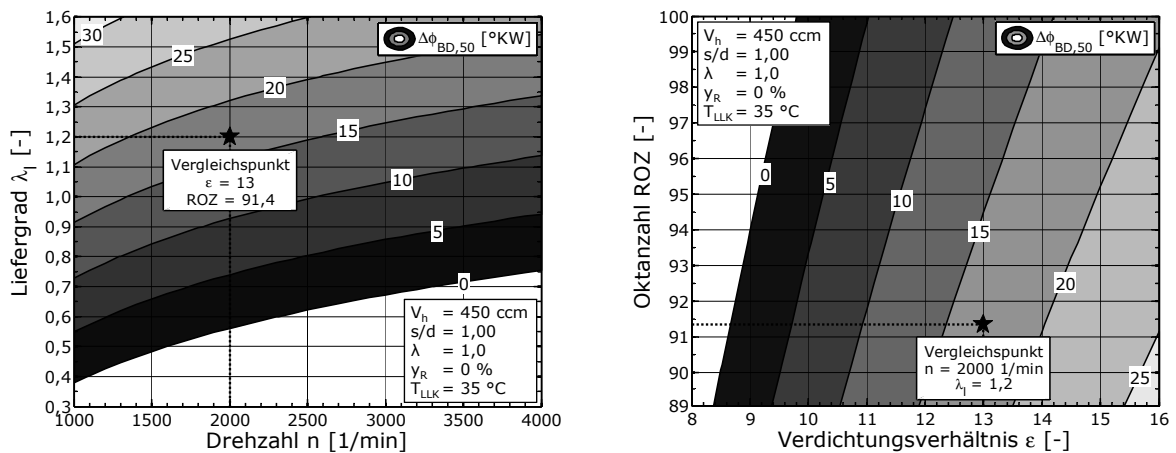 1,6
1,5
1,4
1,3
1,2
1,1
1,0
0,9
0,8
0,7
0,6
0,5
0,4
0,3
Liefergrad λl [-]
30
25
20
15
10
5
0
Δϕ BD,50 [°KW]
Vergleichspunkt
ε = 13
ROZ = 91,4
Vh = 450 ccm
s/d = 1,00
λ = 1,0
yR = 0 %
TLLK = 35 °C
1000 1500 2000 2500 3000 3500 4000
Drehzahl n [1/min]
100
99
98
97
96
95
94
93
92
91
90
89
Oktanzahl ROZ [-]
Vh = 450 ccm
s/d = 1,00
λ = 1,0
yR = 0 %
TLLK = 35 °C
Δϕ BD,50 [°KW]
0
5
10
15
20
25
Vergleichspunkt
n = 2000 1/min
λl = 1,2
8 9 10 11 12 13 14 15 16
Verdichtungsverhältnis ε [-]